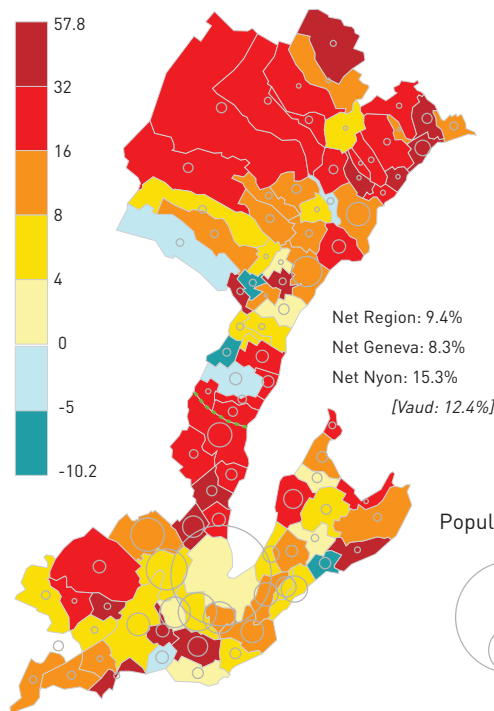 57.8
32
16
8
4
0
-5
-10.2
Net Region: 9.4%
Net Geneva: 8.3%
Net Nyon: 15.3%
[Vaud: 12.4%]
Popul